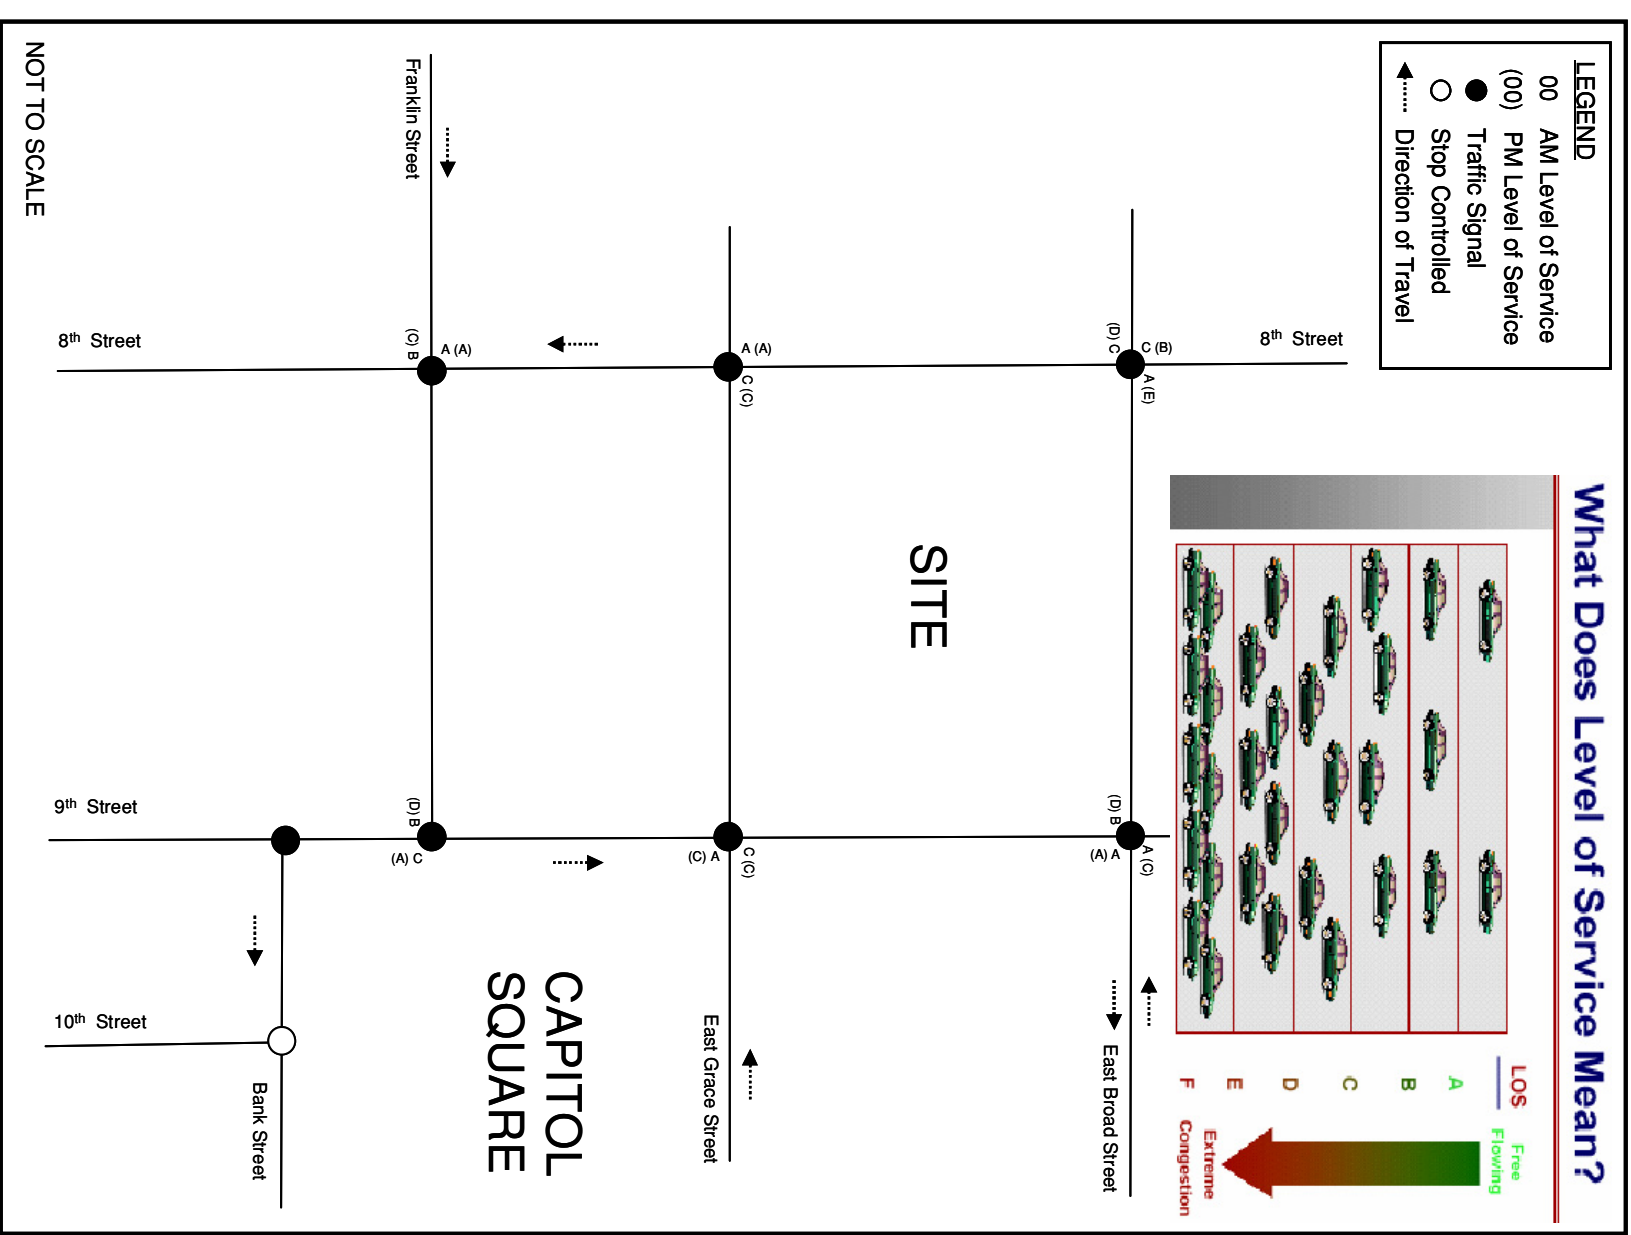 LEGEND
00 AM Level of Service
(00) PM Level of Service
Traffic Signal
Stop Controlled
Direction of Travel
What Does Level of Service Mean?
LOS
Free
Flowing
A
B
C
D
E
F
Extreme
Congestion
8th Street
C (B)
A (E)
(D) C
A (A)
C (C)
A (A)
(C) B
8th Street
Franklin Street
NOT TO SCALE
SITE
A (C)
(D) B
(A) A
C (C)
(C) A
(D) B
(A) C
9th Street
East Broad Street
East Grace Street
CAPITOL
SQUARE
10th Street
Bank Street